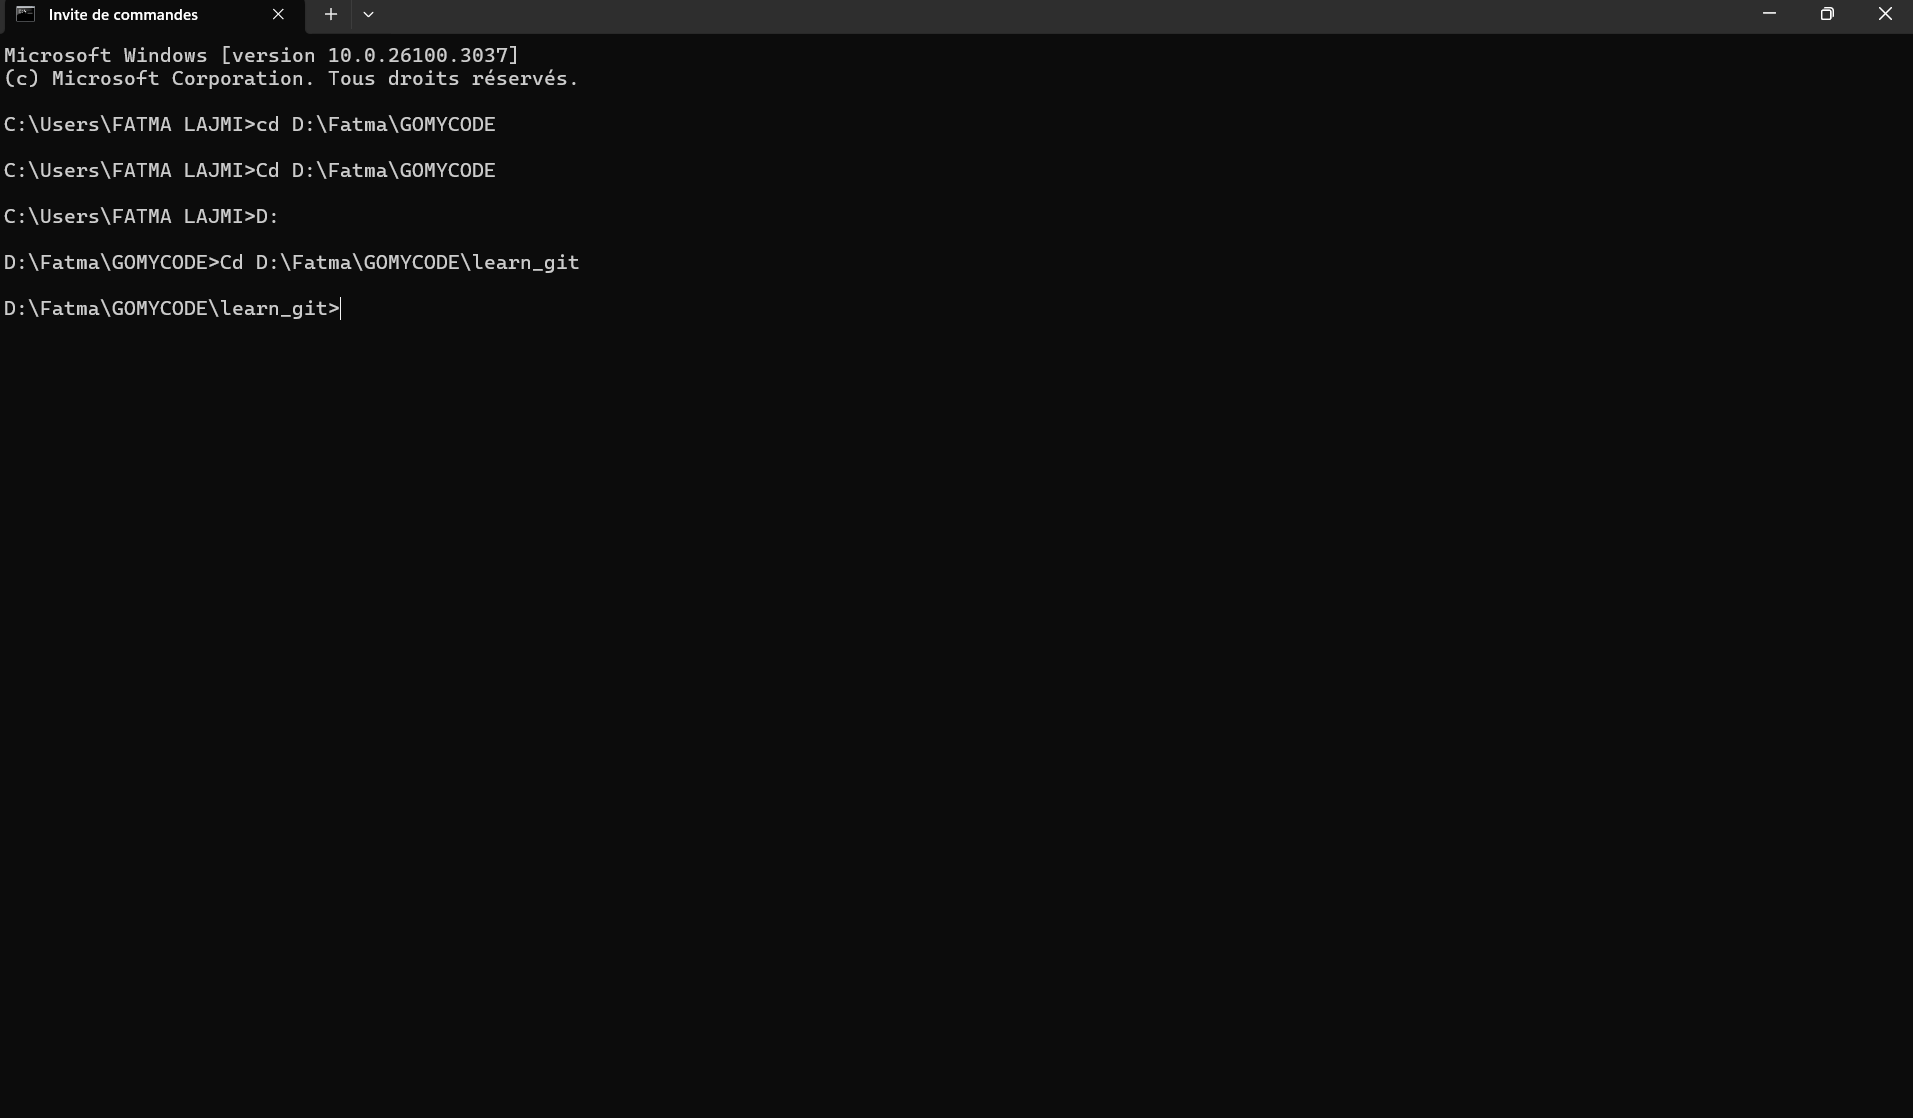 Invite de commandes
Microsoft Windows [version 10.0.26100.3037]
(c) Microsoft Corporation. Tous droits réservés.
C:\Users\FATMA LAJMI>cd D:\Fatma\GOMYCODE
C:\Users\FATMA LAJMI>Cd D:\Fatma\GOMYCODE
C:\Users\FATMA LAJMI>D:
D:\Fatma\GOMYCODE>Cd D:\Fatma\GOMYCODE\learn_git
D:\Fatma\GOMYCODE\learn_git>